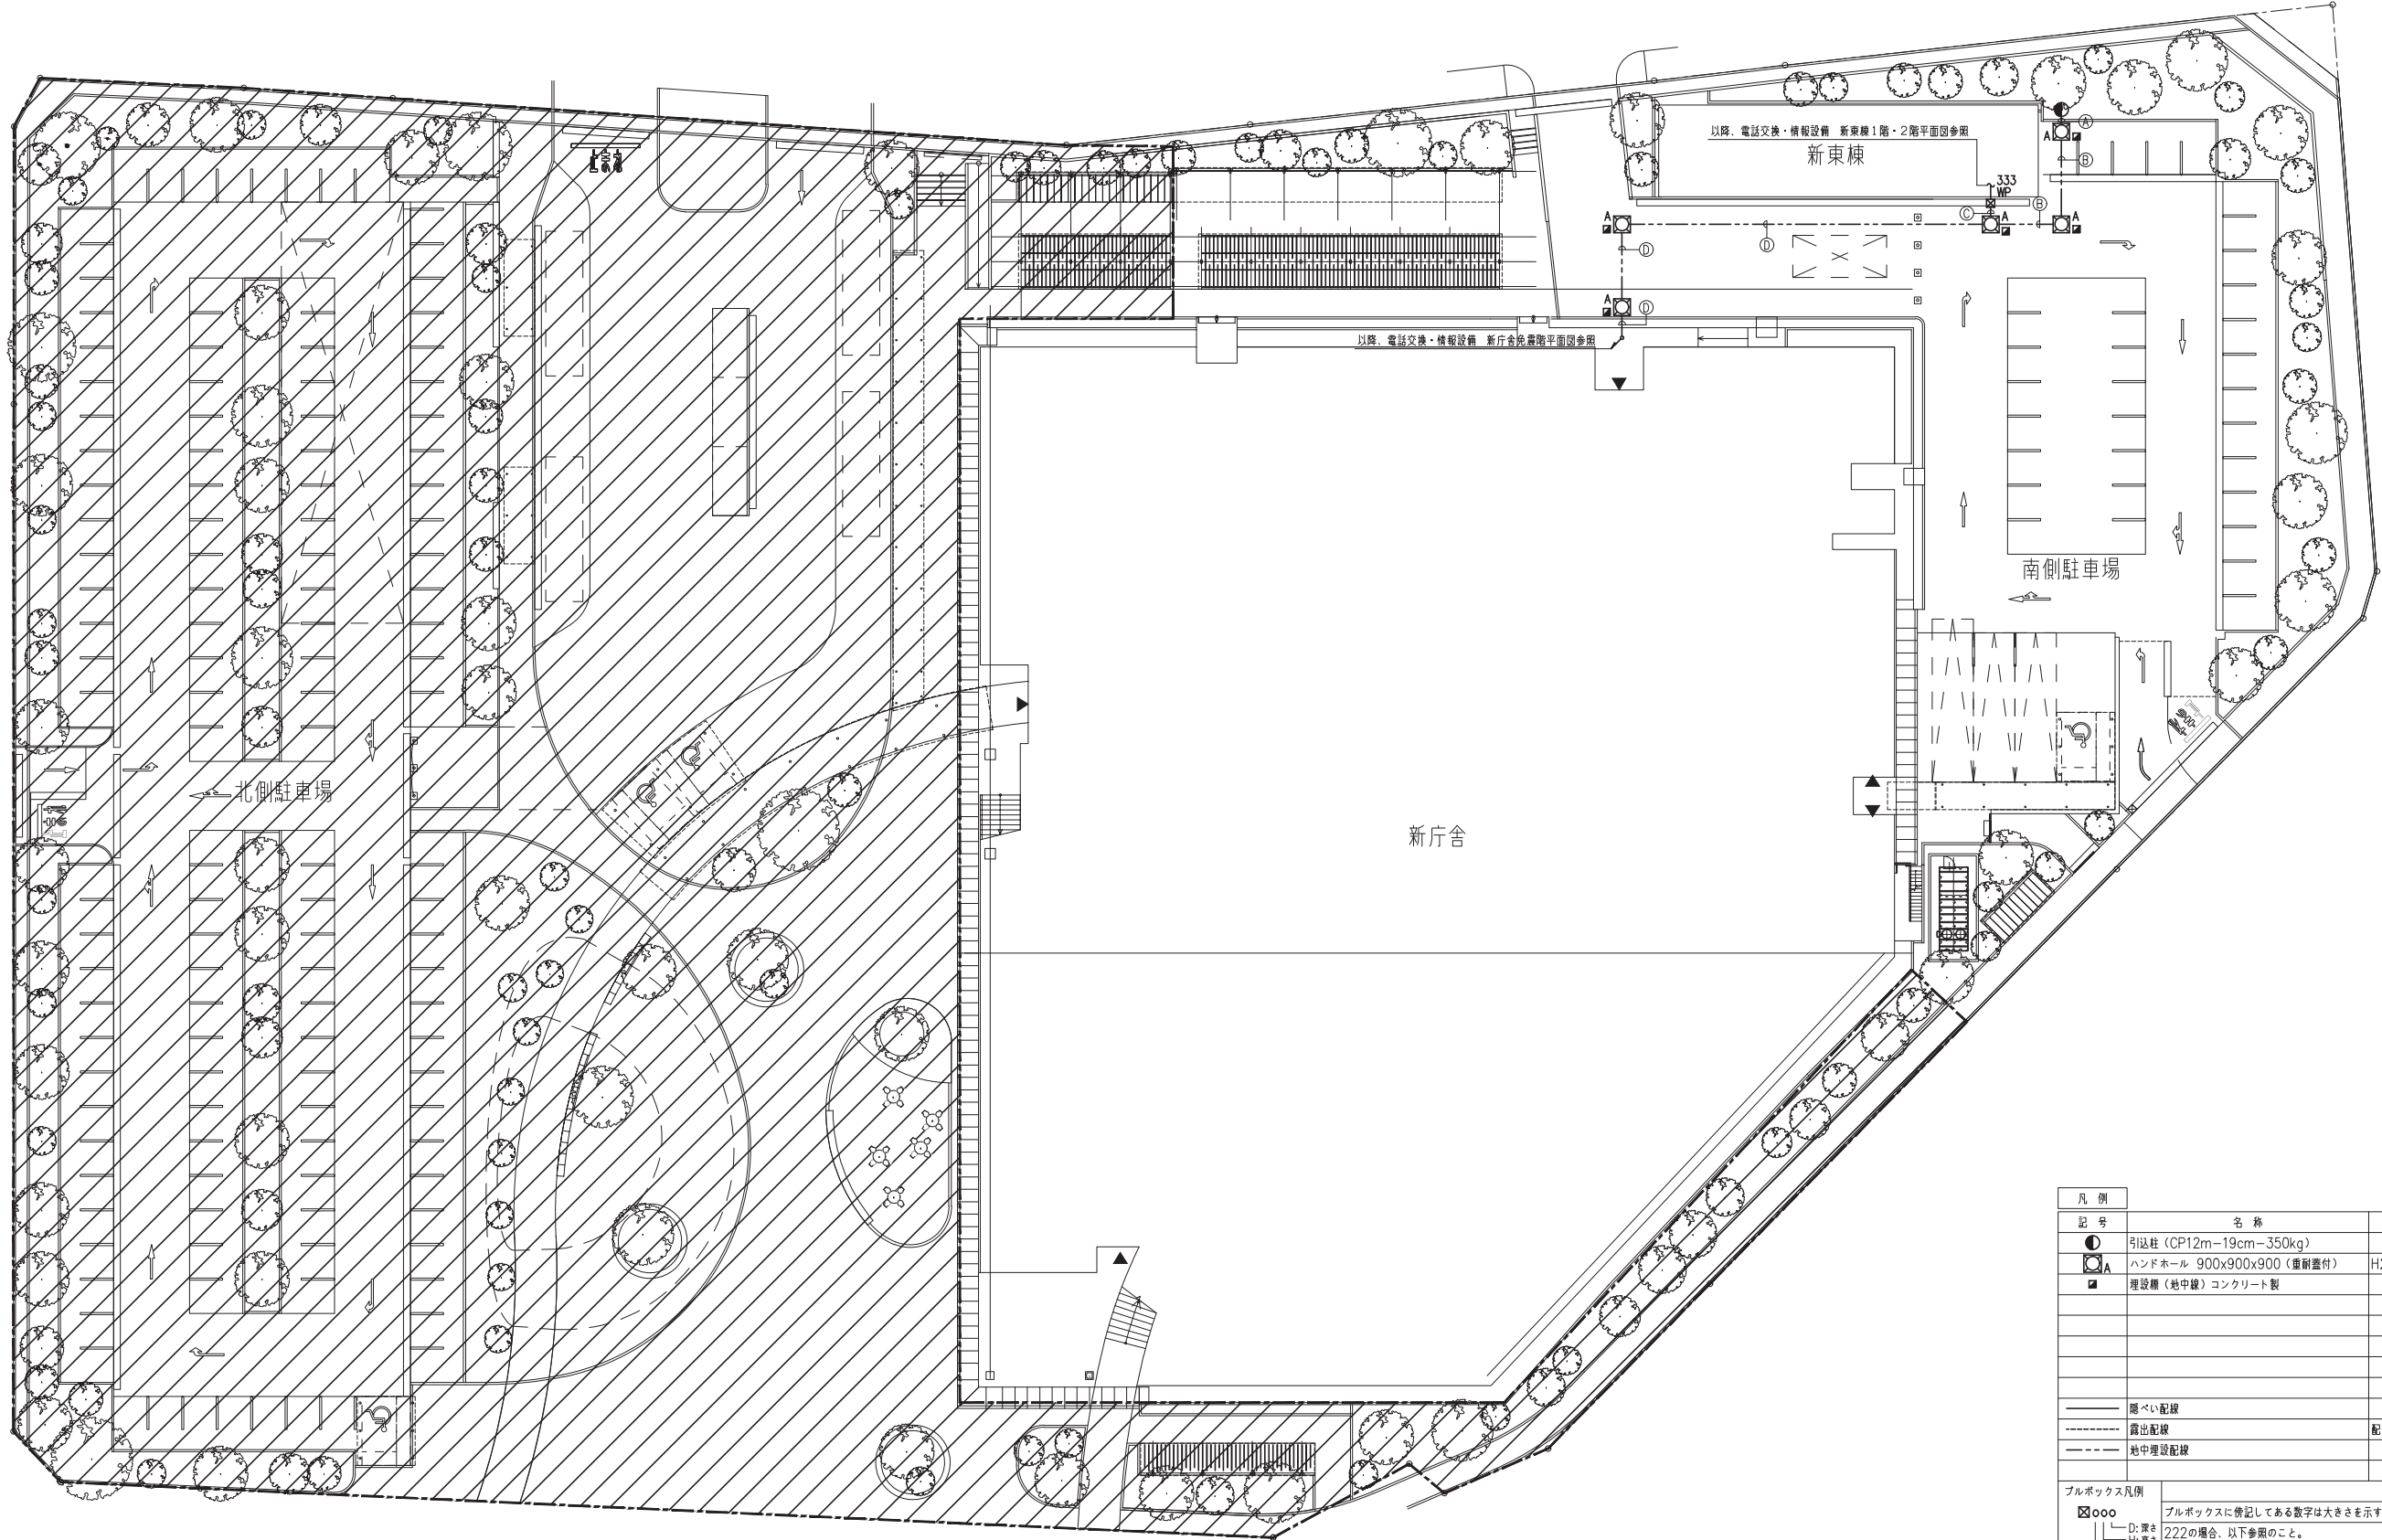 以降、電話交換・情報設備 新東棟1階・2階平面図参照
新東棟
333
WP
A
A
B
C
A
B
A
A
D
D
A
D
以降、電話交換・情報設備 新庁舎免震階平面図参照
南側駐車場
北側駐車場
新庁舎
凡 例
記 号 名 称
引込柱(CP12m-19cm-350kg)
A ハンドホール 900x900x900(重耐蓋付)
埋設標(地中線)コンクリート製
隠ぺい配線
露出配線 配
地中埋設配線
プルボックス凡例
プルボックスに傍記してある数字は大きさを示す
D:深さ
222の場合、以下参照のこと。